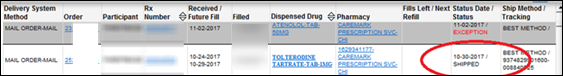 Delivery System Method
Order
Participant
Rx Number
Received / Future Fill
Filled
Dispensed Drug
Pharmacy
Fills Left / Next Refill
Status Date / Status
Ship Method / Tracking
MAIL ORDER-MAIL
23
11-02-2017
ATENOLOL-TAB-50MG
CAREMARK PRESCRIPTION SVC-CHI
11-02-2017 / EXCEPTION
BEST METHOD /
MAIL ORDER-MAIL
10-24-2017
10-29-2017
TOLTERODINE TARTRATE-TAB-1MG
1629341177-CAREMARK PRESCRIPTION SVC-CHI
10-30-2017 / SHIPPED
BEST METHOD /